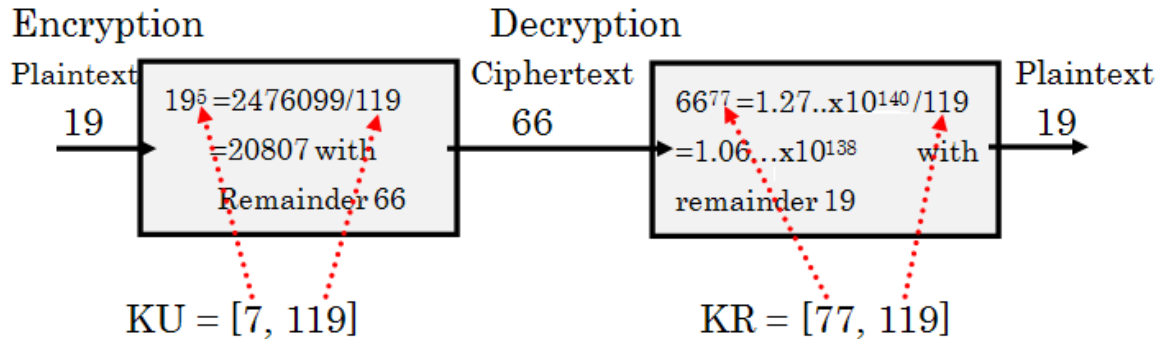 Encryption
Decryption
Plaintext
19
19⁵=2476099/119
=20807 with
Remainder 66
Ciphertext
66
66⁷⁷=1.27..x10¹⁴⁰/119
=1.06...x10¹³⁸ with
remainder 19
Plaintext
19
KU = [7, 119]
KR = [77, 119]